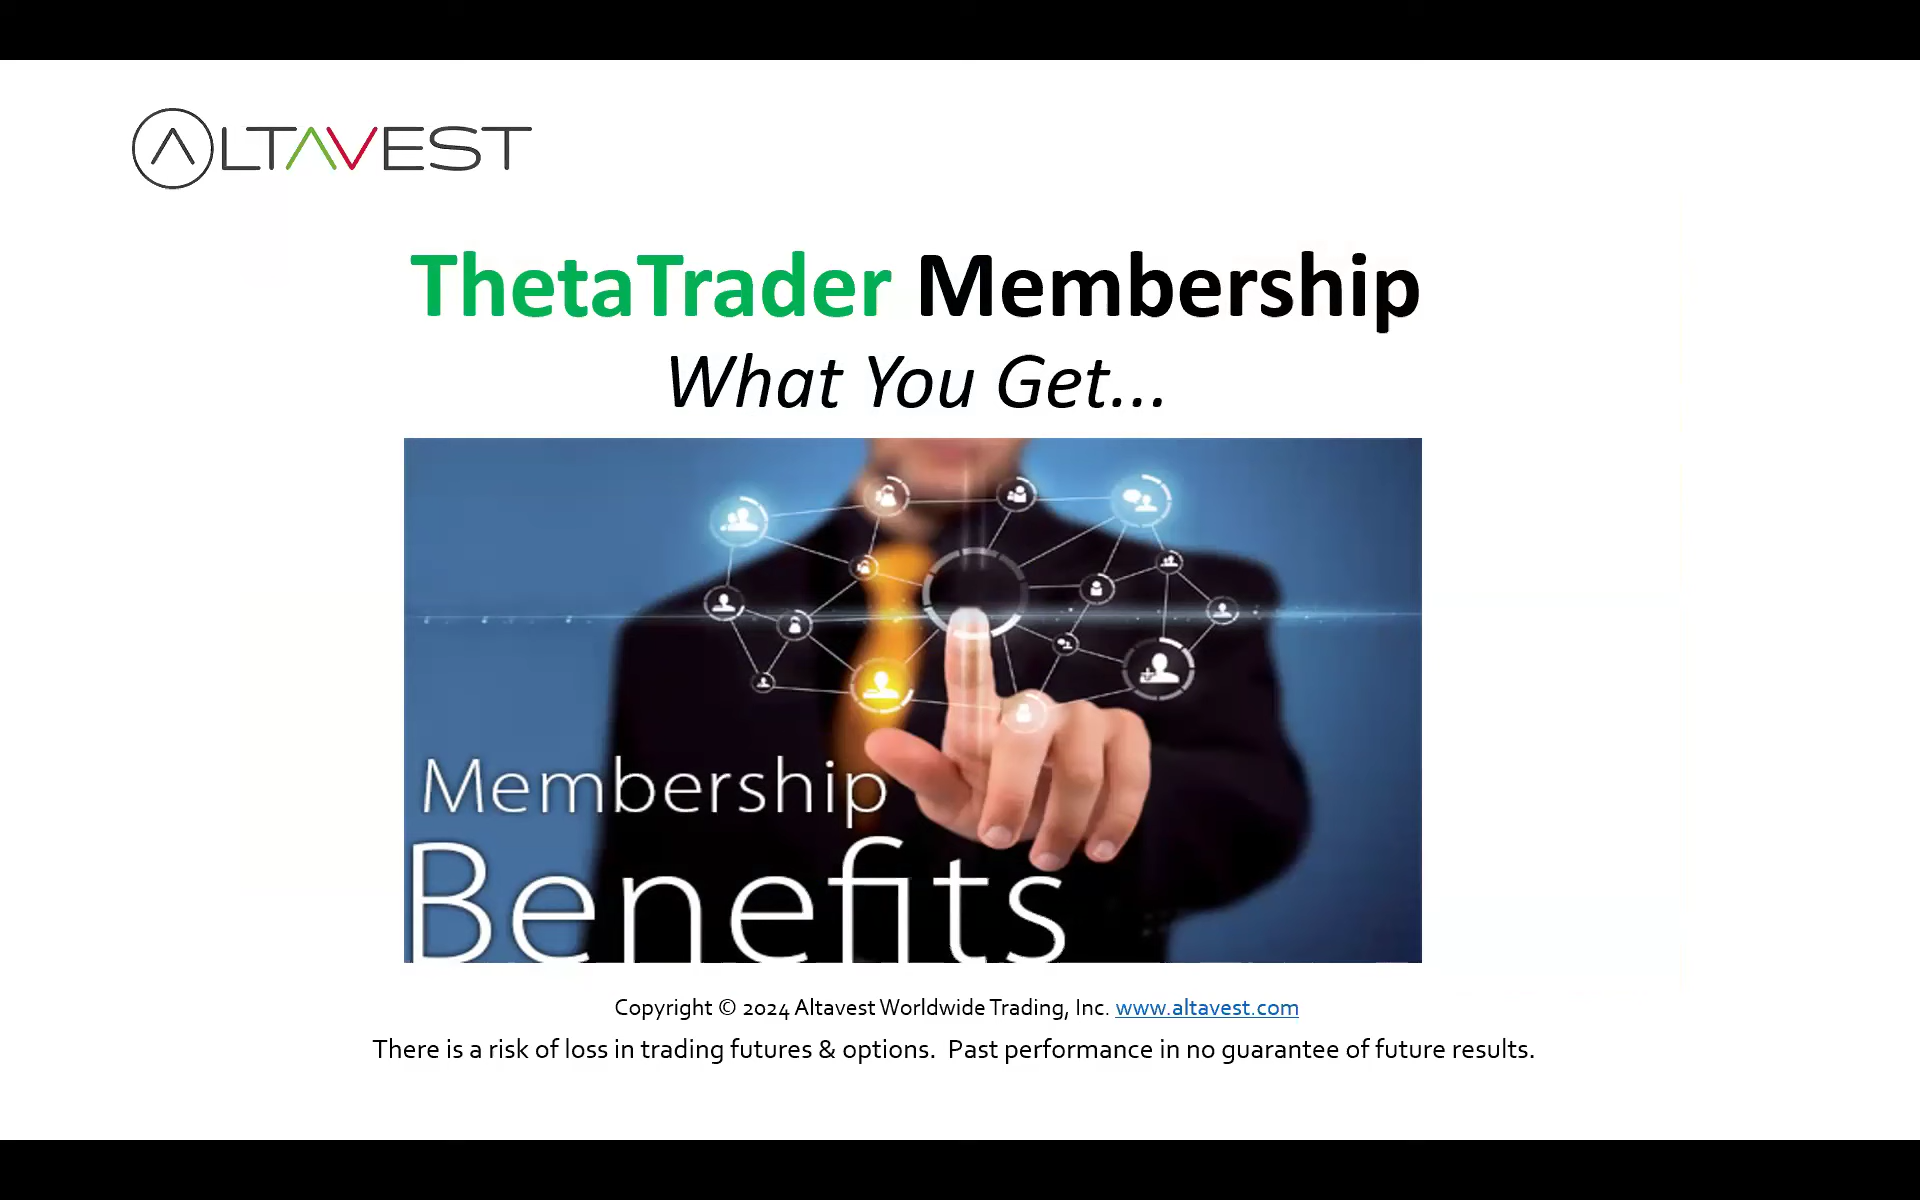 ALTAVEST
ThetaTrader Membership
What You Get...
Membership
Benefits
Copyright © 2024 Altavest Worldwide Trading, Inc. www.altavest.com
There is a risk of loss in trading futures & options. Past performance in no guarantee of future results.